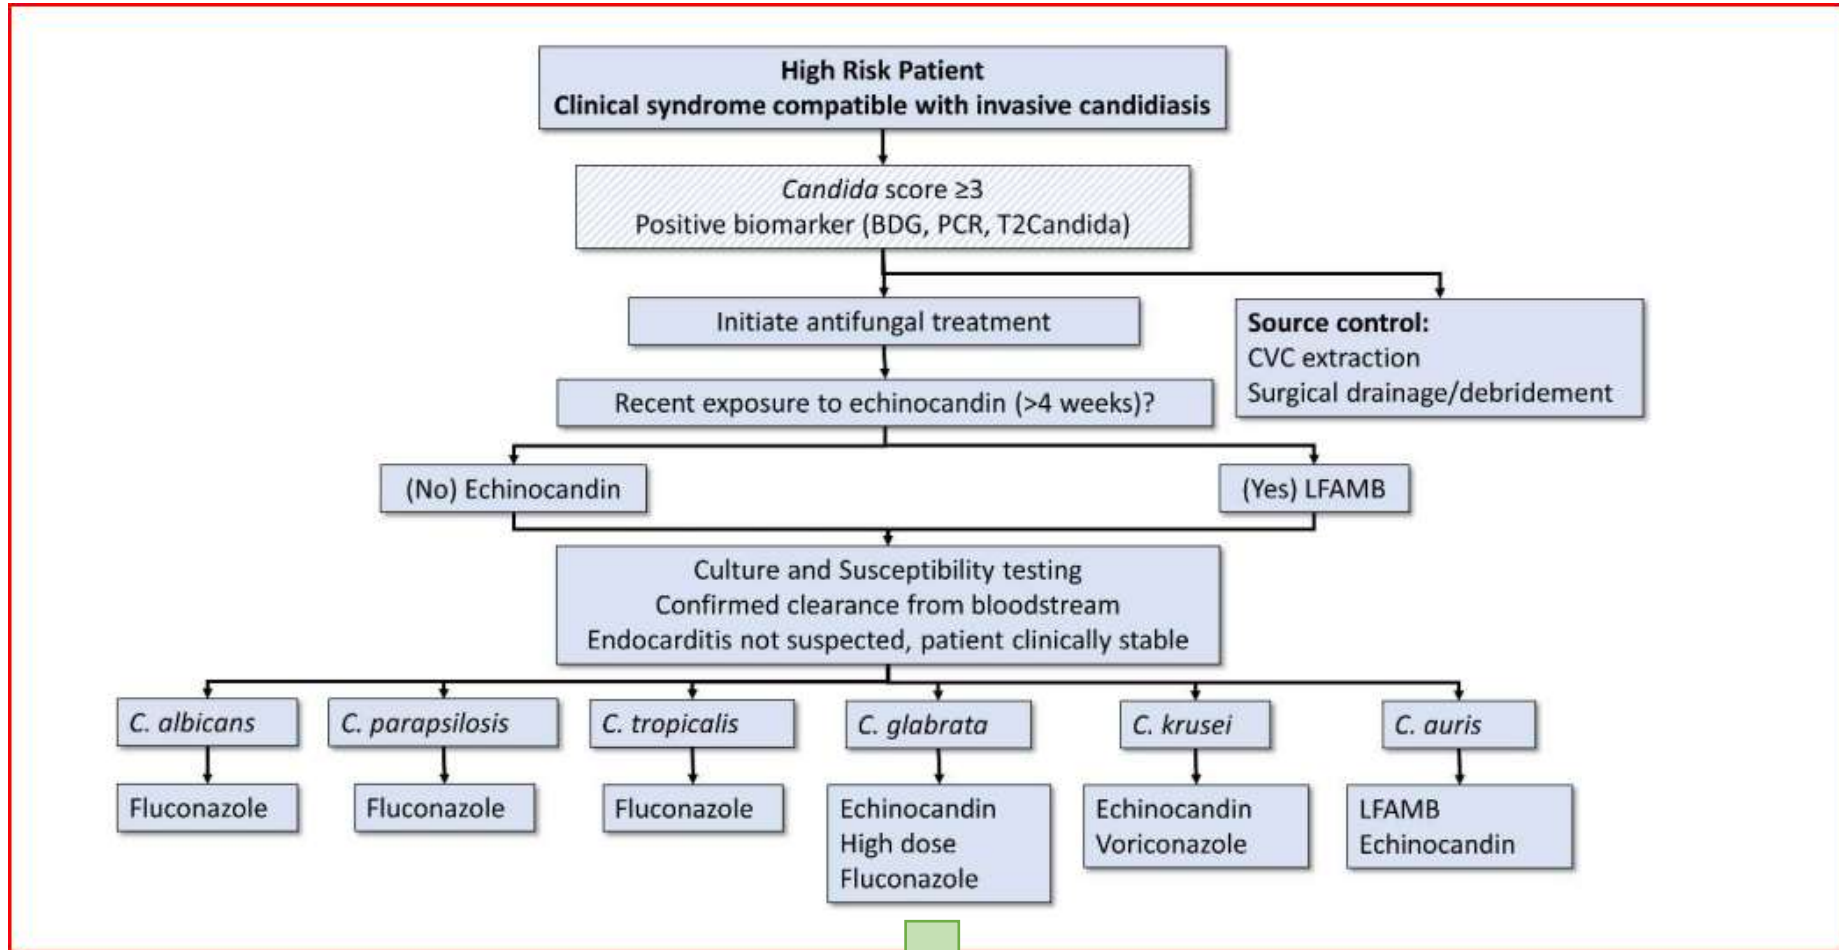 High Risk Patient
Clinical syndrome compatible with invasive candidiasis
Candida score ≥3
Positive biomarker (BDG, PCR, T2Candida)
Initiate antifungal treatment
Source control:
CVC extraction
Surgical drainage/debridement
Recent exposure to echinocandin (>4 weeks)?
(No) Echinocandin
(Yes) LFAMB
Culture and Susceptibility testing
Confirmed clearance from bloodstream
Endocarditis not suspected, patient clinically stable
C. albicans
C. parapsilosis
C. tropicalis
C. glabrata
C. krusei
C. auris
Fluconazole
Fluconazole
Fluconazole
Echinocandin
High dose
Fluconazole
Echinocandin
Voriconazole
LFAMB
Echinocandin